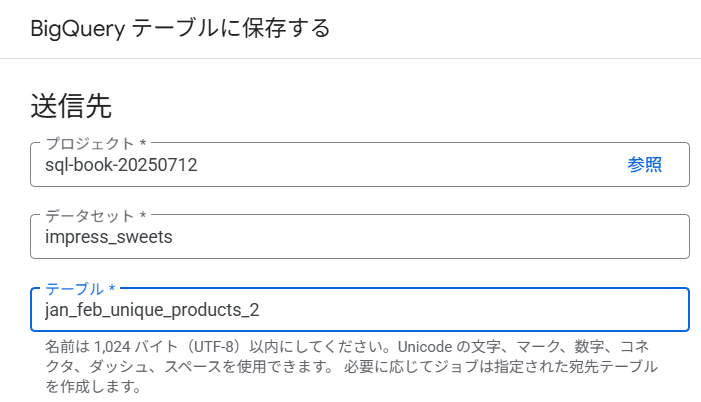 BigQuery テーブルに保存する
送信先
プロジェクト *
sql-book-20250712
参照
データセット *
impress_sweets
テーブル *
jan_feb_unique_products_2
名前は 1,024 バイト（UTF-8）以内にしてください。Unicode の文字、マーク、数字、コネ
クタ、ダッシュ、スペースを使用できます。 必要に応じてジョブは指定された宛先テーブル
を作成します。